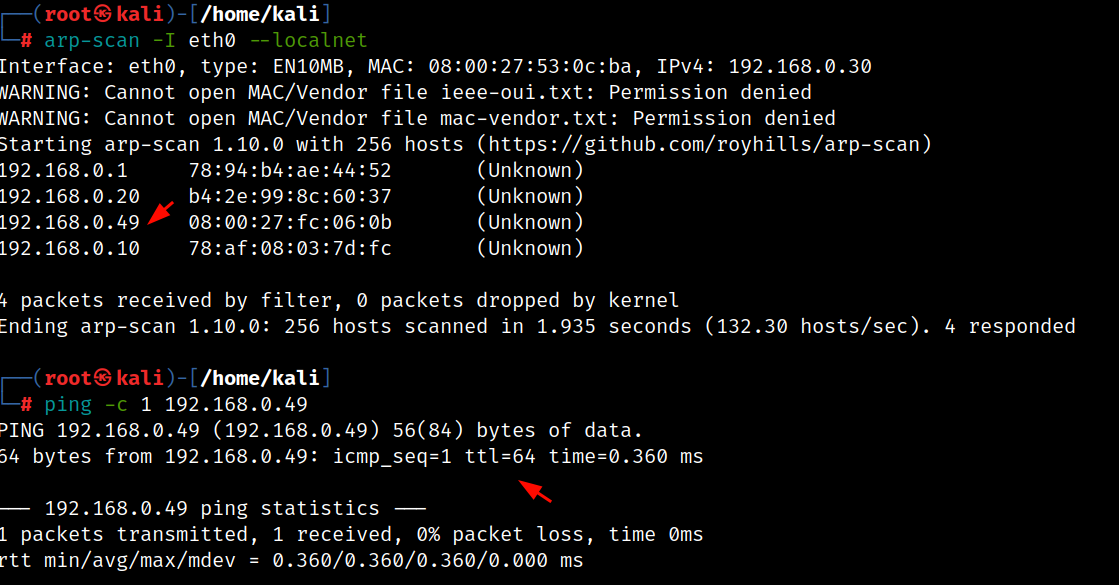 ┌──(root㉿kali)-[/home/kali]
└─# arp-scan -I eth0 --localnet
Interface: eth0, type: EN10MB, MAC: 08:00:27:53:0c:ba, IPv4: 192.168.0.30
WARNING: Cannot open MAC/Vendor file ieee-oui.txt: Permission denied
WARNING: Cannot open MAC/Vendor file mac-vendor.txt: Permission denied
Starting arp-scan 1.10.0 with 256 hosts (https://github.com/royhills/arp-scan)
192.168.0.1     78:94:b4:ae:44:52       (Unknown)
192.168.0.20    b4:2e:99:8c:60:37       (Unknown)
192.168.0.49    08:00:27:fc:06:0b       (Unknown)
192.168.0.10    78:af:08:03:7d:fc       (Unknown)
4 packets received by filter, 0 packets dropped by kernel
Ending arp-scan 1.10.0: 256 hosts scanned in 1.935 seconds (132.30 hosts/sec). 4 responded
┌──(root㉿kali)-[/home/kali]
└─# ping -c 1 192.168.0.49
PING 192.168.0.49 (192.168.0.49) 56(84) bytes of data.
64 bytes from 192.168.0.49: icmp_seq=1 ttl=64 time=0.360 ms
--- 192.168.0.49 ping statistics ---
1 packets transmitted, 1 received, 0% packet loss, time 0ms
rtt min/avg/max/mdev = 0.360/0.360/0.360/0.000 ms